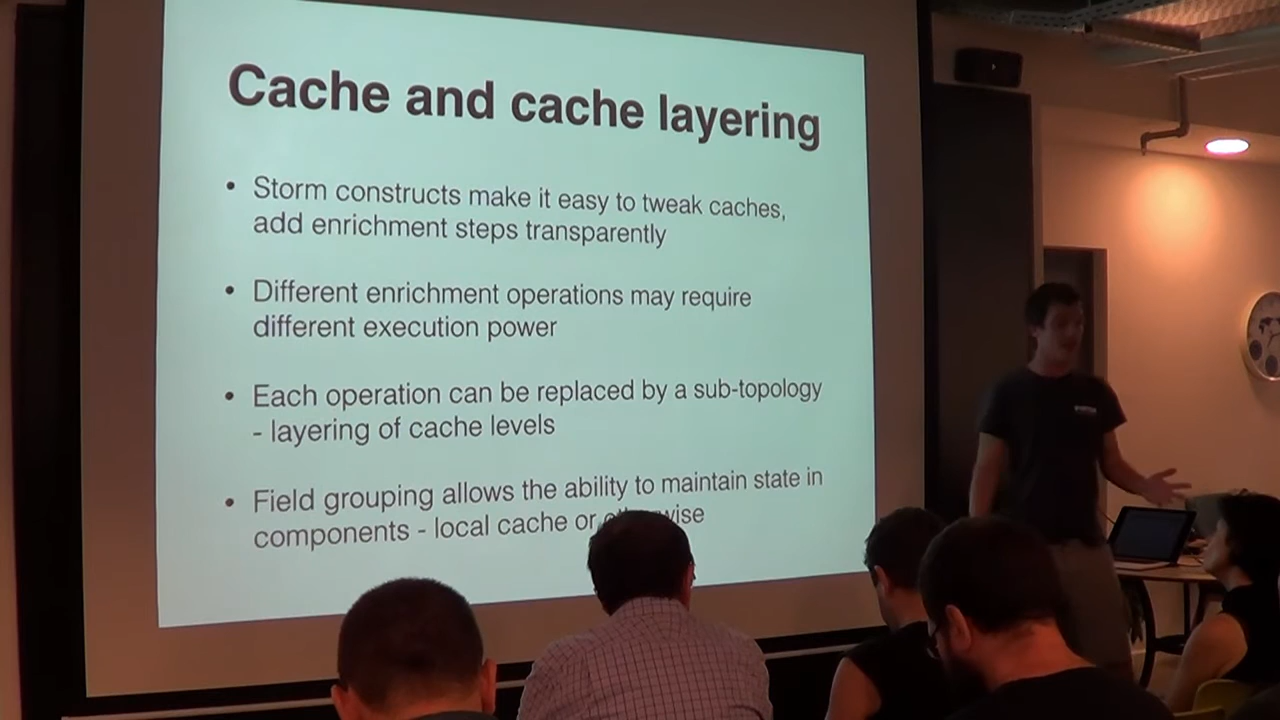 Cache and cache layering
• Storm constructs make it easy to tweak caches,
add enrichment steps transparently
• Different enrichment operations may require
different execution power
• Each operation can be replaced by a sub-topology
- layering of cache levels
• Field grouping allows the ability to maintain state in
components - local cache or otherwise